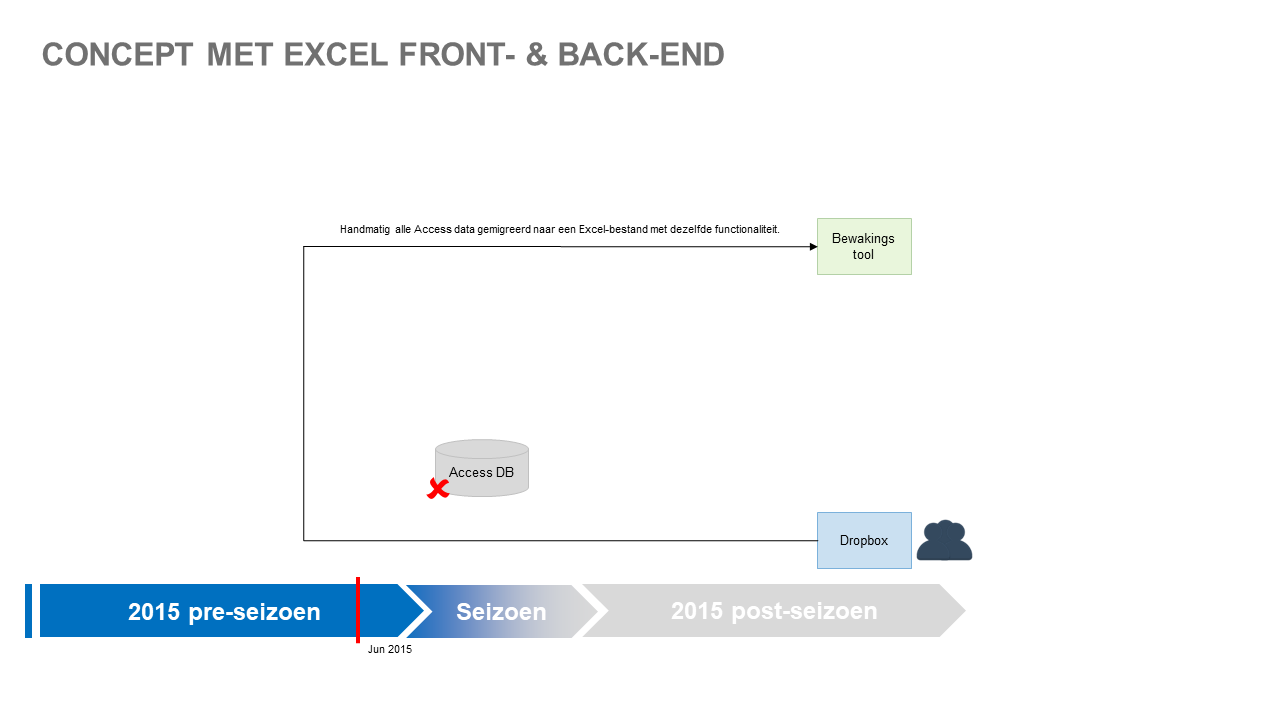 CONCEPT MET EXCEL FRONT- & BACK-END
Handmatig alle Access data gemigreerd naar een Excel-bestand met dezelfde functionaliteit.
Bewakings
tool
Access DB
Dropbox
2015 pre-seizoen
Seizoen
2015 post-seizoen
Jun 2015